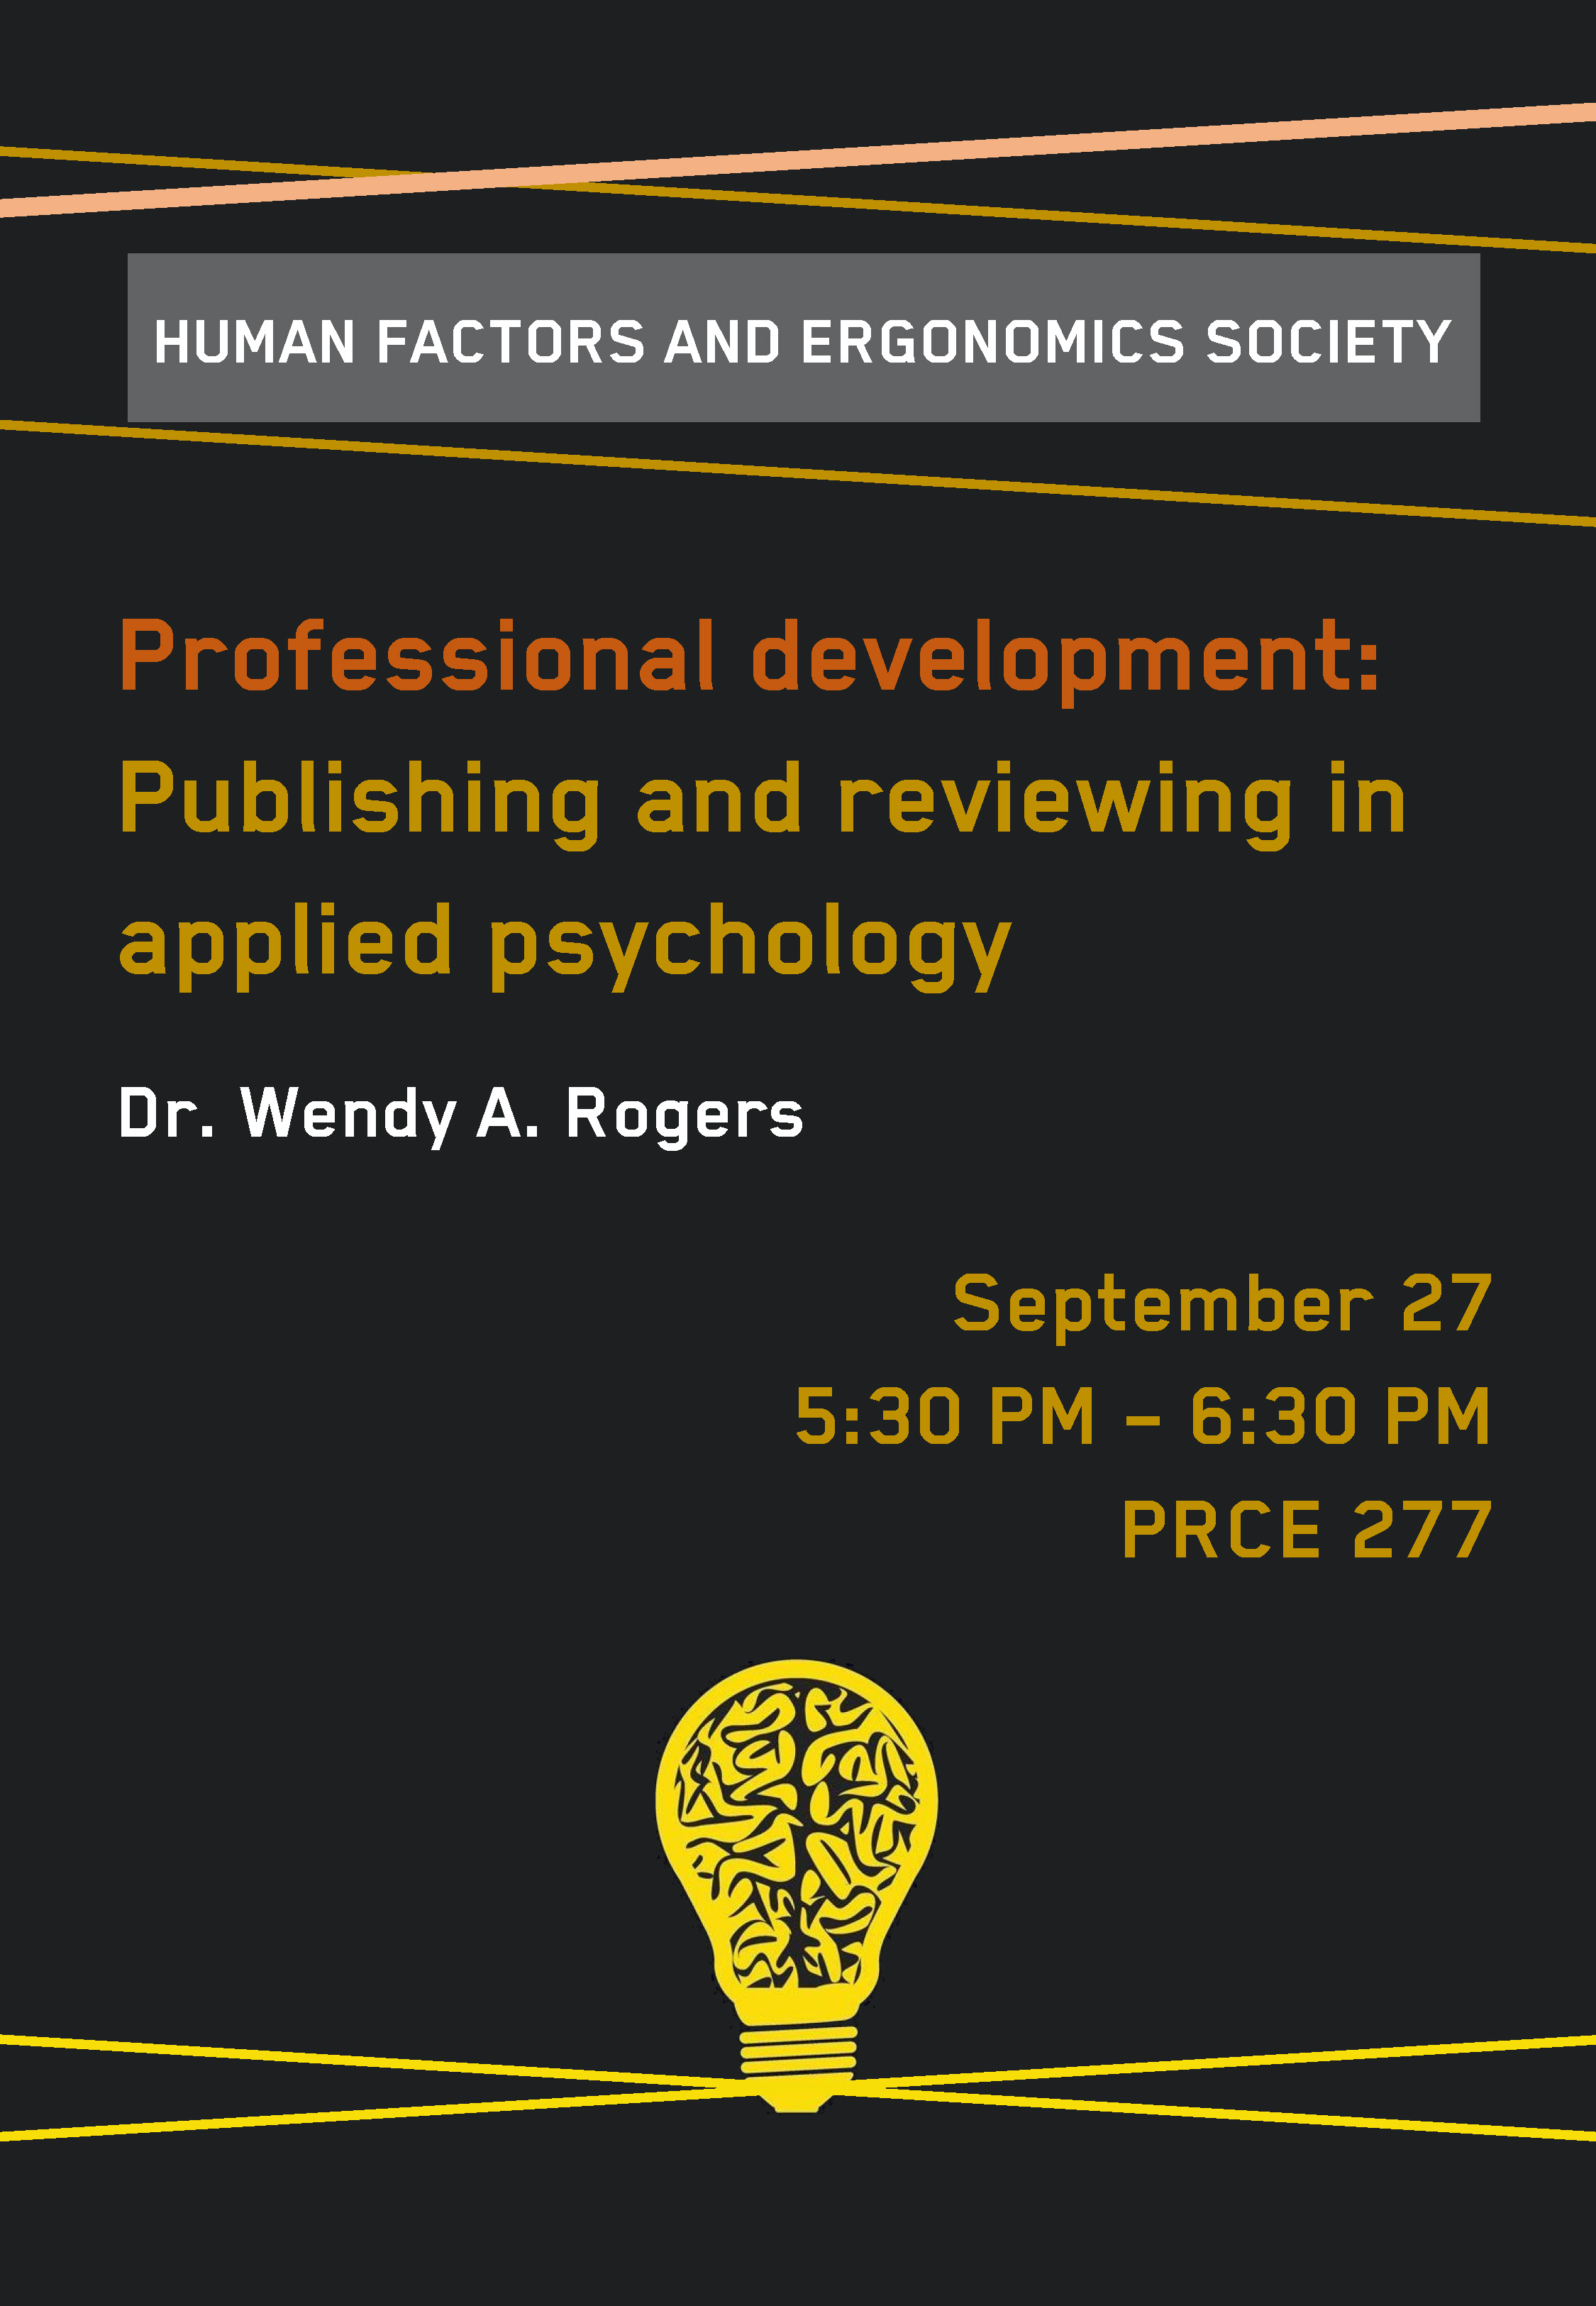 HUMAN FACTORS AND ERGONOMICS SOCIETY
Professional development:
Publishing and reviewing in
applied psychology
Dr. Wendy A. Rogers
September 27
5:30 PM – 6:30 PM
PRCE 277